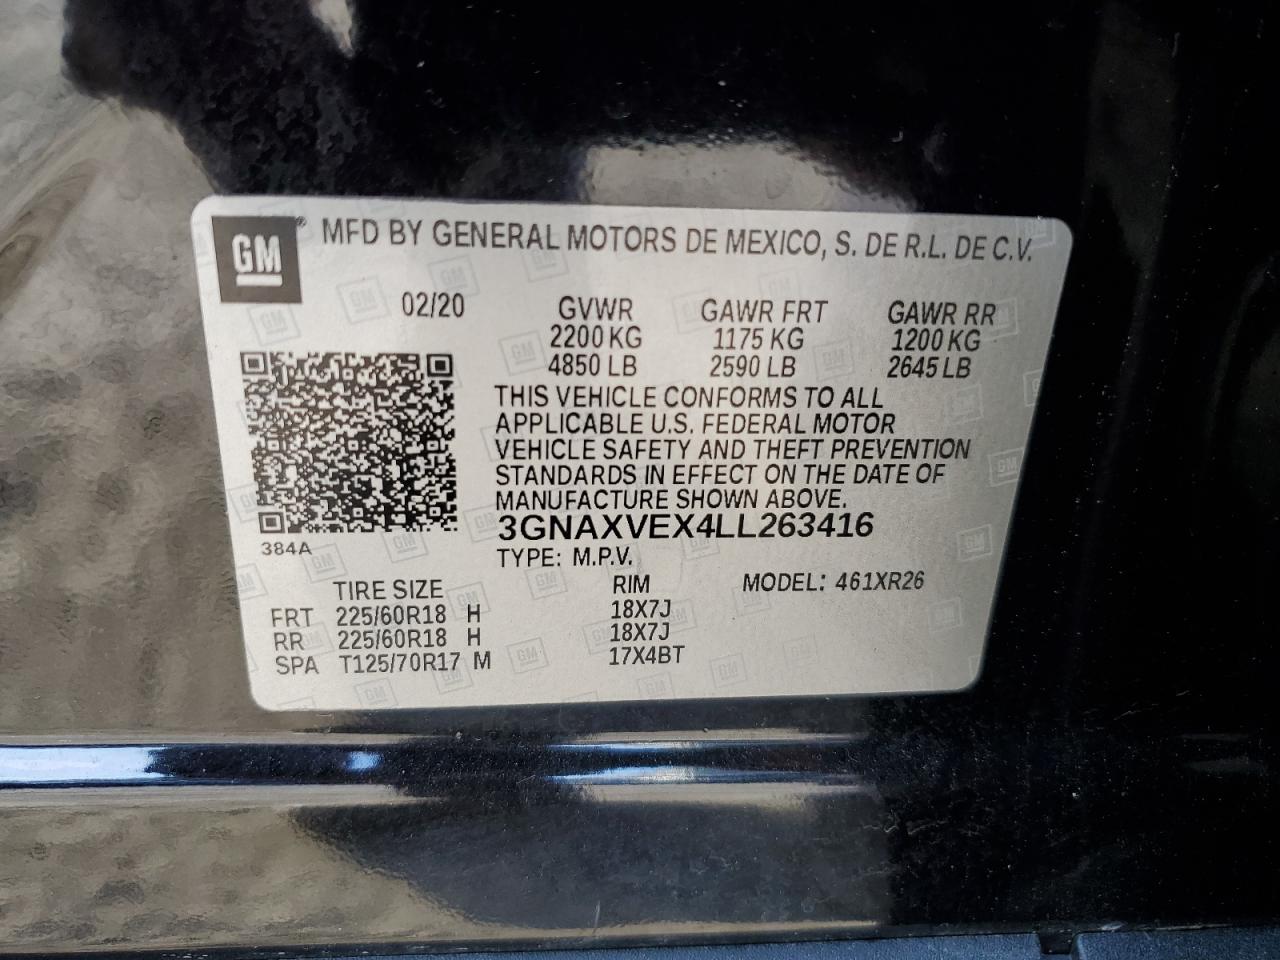 GM® MFD BY GENERAL MOTORS DE MEXICO, S. DE R.L. DE C.V.
02/20 GVWR GAWR FRT GAWR RR
2200 KG 1175 KG 1200 KG
4850 LB 2590 LB 2645 LB
THIS VEHICLE CONFORMS TO ALL
APPLICABLE U.S. FEDERAL MOTOR
VEHICLE SAFETY AND THEFT PREVENTION
STANDARDS IN EFFECT ON THE DATE OF
MANUFACTURE SHOWN ABOVE.
3GNAXVEX4LL263416
384A
TYPE: M.P.V.
TIRE SIZE RIM MODEL: 461XR26
FRT 225/60R18 H 18X7J
RR 225/60R18 H 18X7J
SPA T125/70R17 M 17X4BT